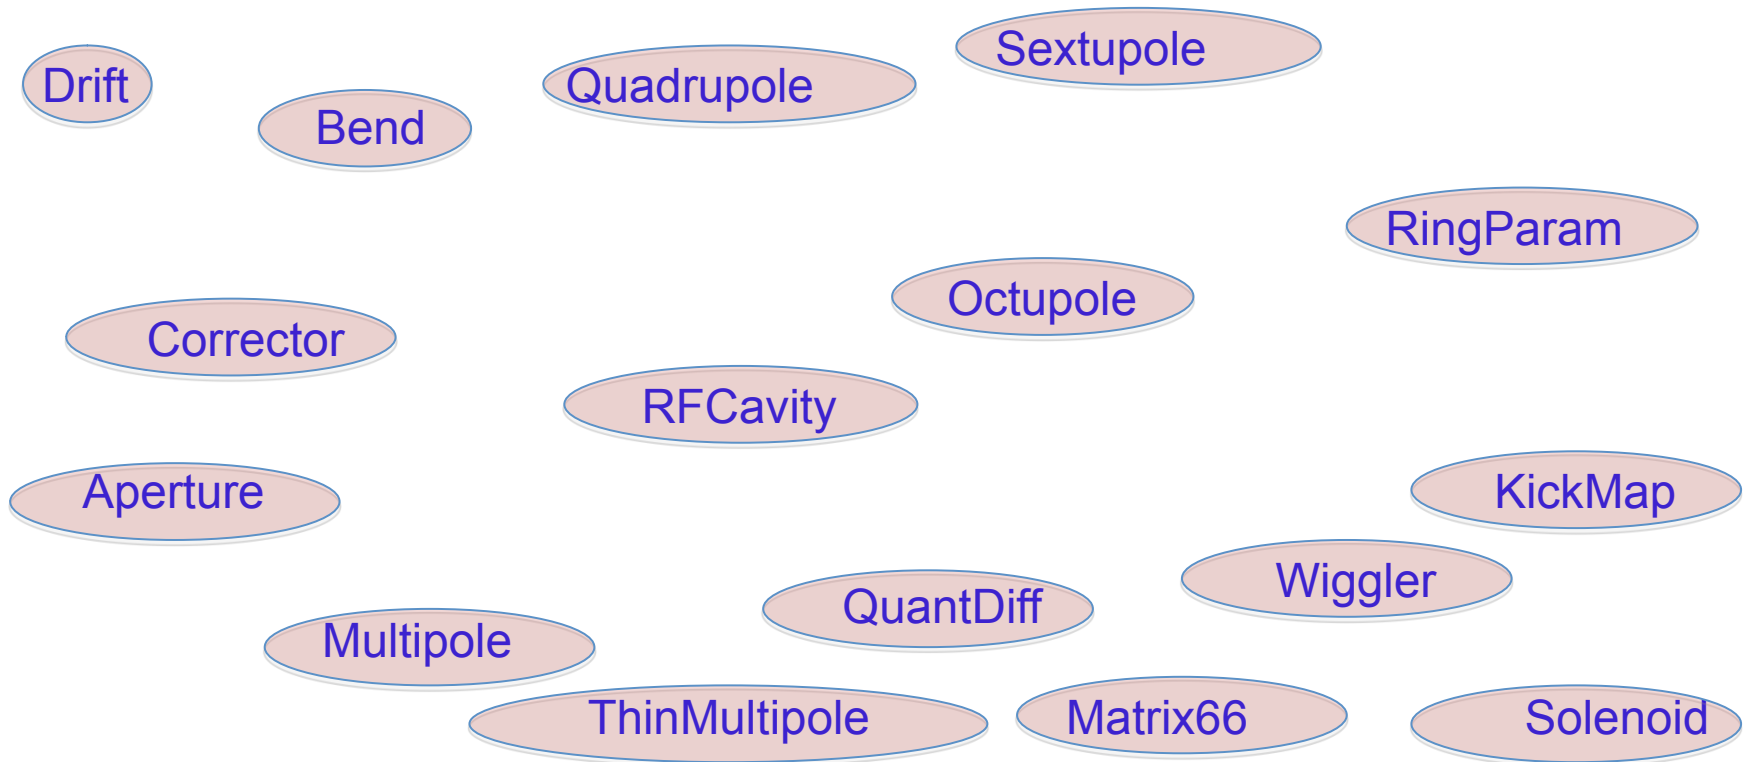 Sextupole
Drift
Quadrupole
Bend
RingParam
Octupole
Corrector
RFCavity
Aperture
KickMap
Wiggler
QuantDiff
Multipole
ThinMultipole
Matrix66
Solenoid